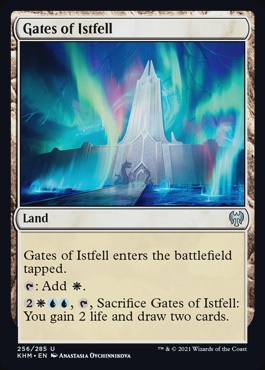 Gates of Istfell
Land
Gates of Istfell enters the battlefield
tapped.
: Add .
2 , , Sacrifice Gates of Istfell:
You gain 2 life and draw two cards.
256/285 U
KHM • EN Anastasia Ovchinnikova
™ & © 2021 Wizards of the Coast